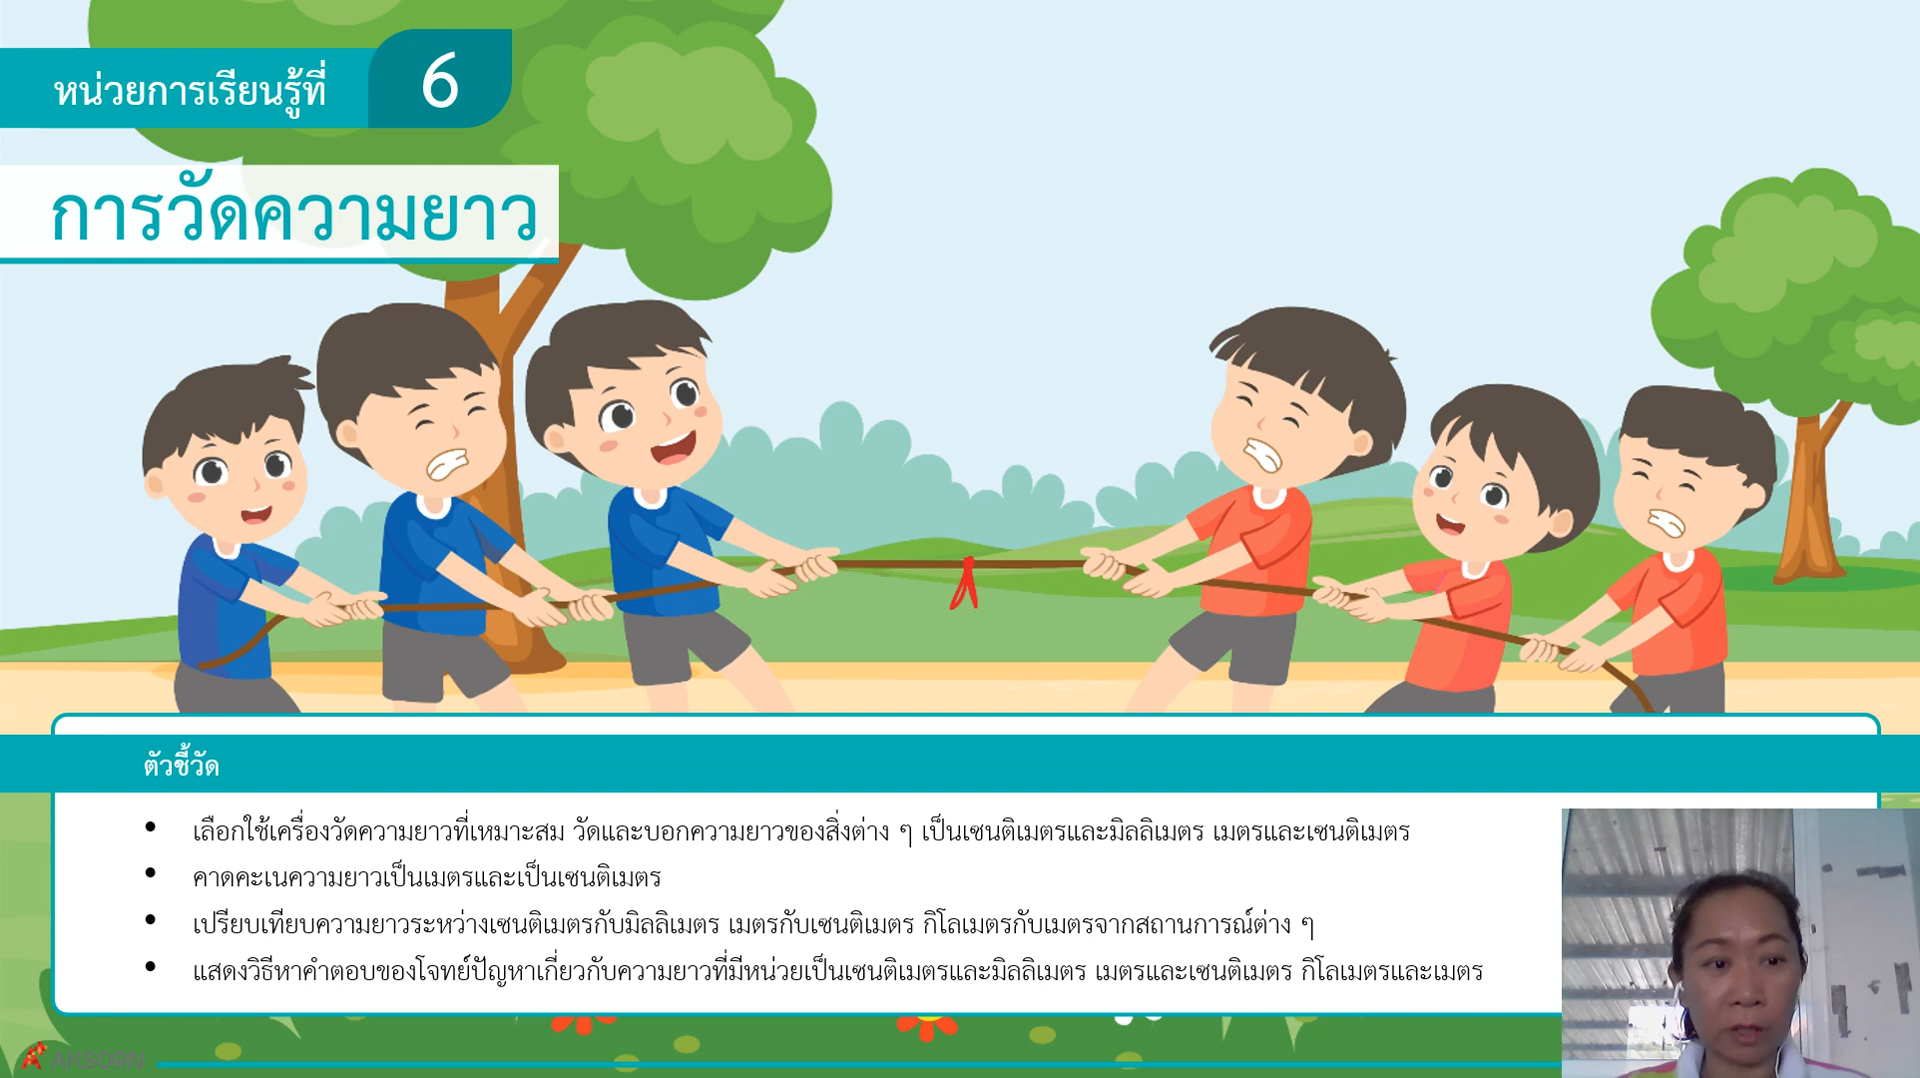 หน่วยการเรียนรู้ที่ 6
การวัดความยาว
ตัวชี้วัด
• เลือกใช้เครื่องวัดความยาวที่เหมาะสม วัดและบอกความยาวของสิ่งต่าง ๆ เป็นเซนติเมตรและมิลลิเมตร เมตรและเซนติเมตร
• คาดคะเนความยาวเป็นเมตรและเป็นเซนติเมตร
• เปรียบเทียบความยาวระหว่างเซนติเมตรกับมิลลิเมตร เมตรกับเซนติเมตร กิโลเมตรกับเมตรจากสถานการณ์ต่าง ๆ
• แสดงวิธีหาคำตอบของโจทย์ปัญหาเกี่ยวกับความยาวที่มีหน่วยเป็นเซนติเมตรและมิลลิเมตร เมตรและเซนติเมตร กิโลเมตรและเมตร
AKSORN